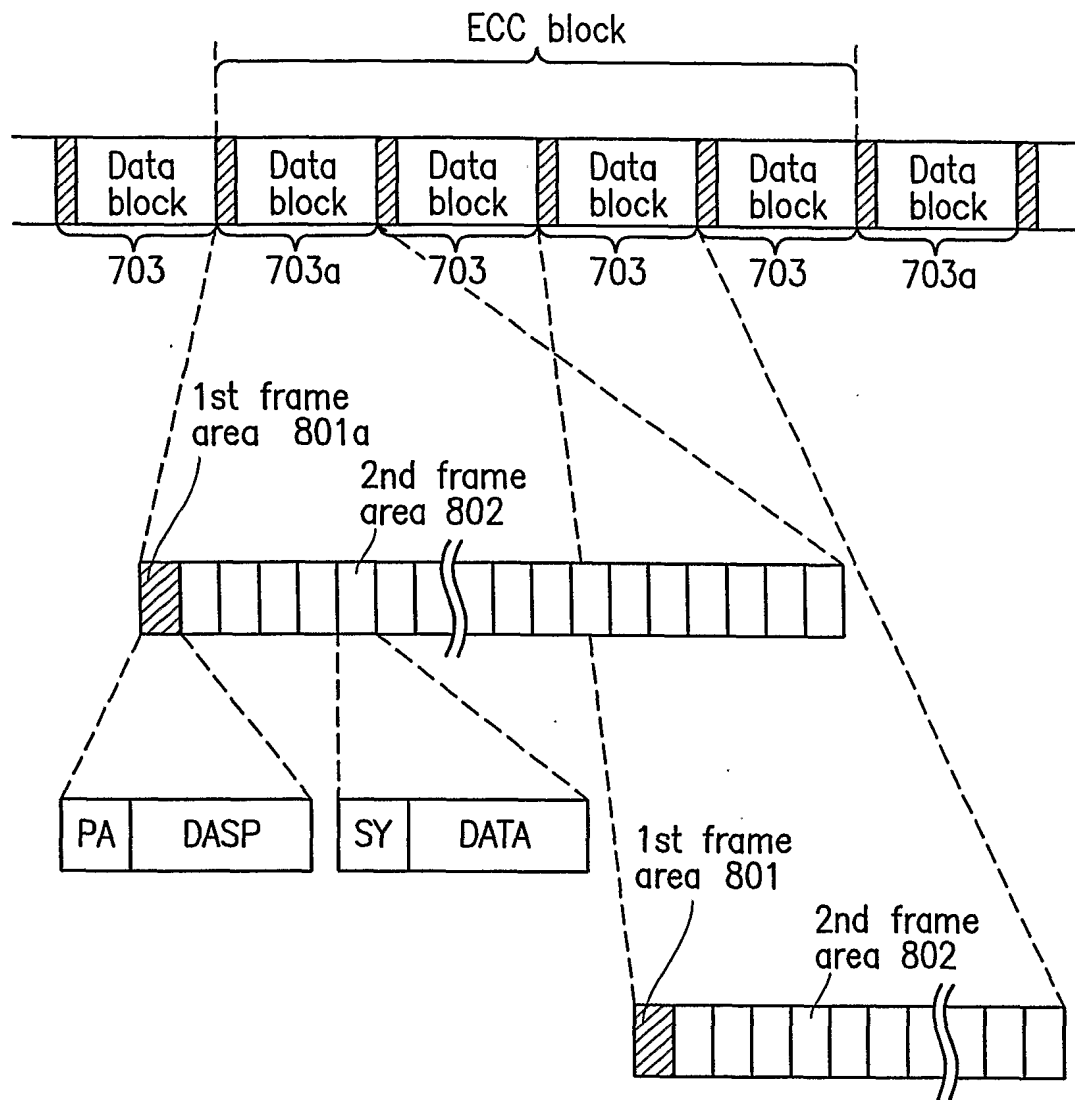 ECC block
Data block
Data block
Data block
Data block
Data block
Data block
703
703a
703
703
703
703a
1st frame
area 801a
2nd frame
area 802
PA
DASP
SY
DATA
1st frame
area 801
2nd frame
area 802